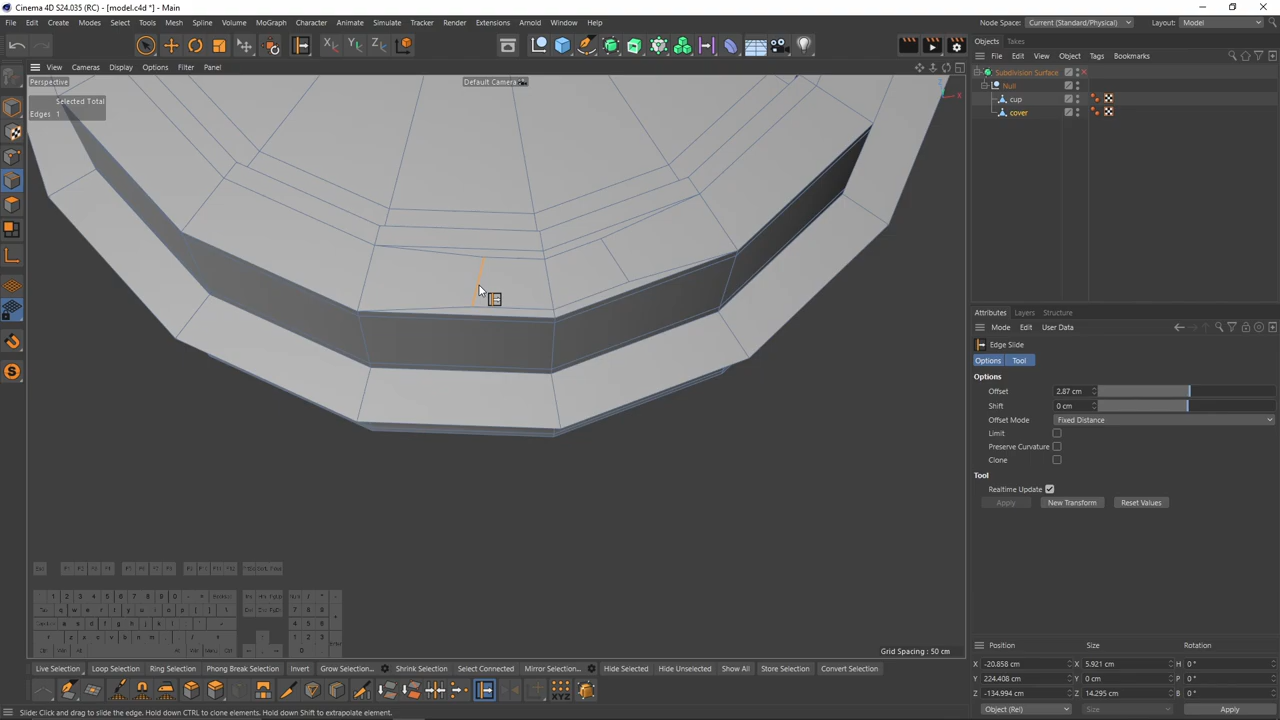 Cinema 4D S24.035 (RC) - [model.c4d *] - Main
File Edit Create Modes Select Tools Mesh Spline Volume MoGraph Character Animate Simulate Tracker Render Extensions Arnold Window Help
Node Space: Current (Standard/Physical) Layout: Model
View Cameras Display Options Filter Panel
Perspective
Default Camera
Selected Total
Edges 1
X
Objects Takes
File Edit View Object Tags Bookmarks
Subdivision Surface
Null
cup
cover
Attributes Layers Structure
Mode Edit User Data
Edge Slide
Options Tool
Options
Offset 2.87 cm
Shift 0 cm
Offset Mode Fixed Distance
Limit
Preserve Curvature
Clone
Tool
Realtime Update
Apply New Transform Reset Values
Grid Spacing : 50 cm
Live Selection Loop Selection Ring Selection Phong Break Selection Invert Grow Selection... Shrink Selection Select Connected Mirror Selection... Hide Selected Hide Unselected Show All Store Selection Convert Selection
Position Size Rotation
X -20.858 cm X 5.921 cm H 0 °
Y 224.408 cm Y 0 cm P 0 °
Z -134.994 cm Z 14.295 cm B 0 °
Object (Rel) Size Apply
Slide: Click and drag to slide the edge. Hold down CTRL to clone elements. Hold down Shift to extrapolate element.